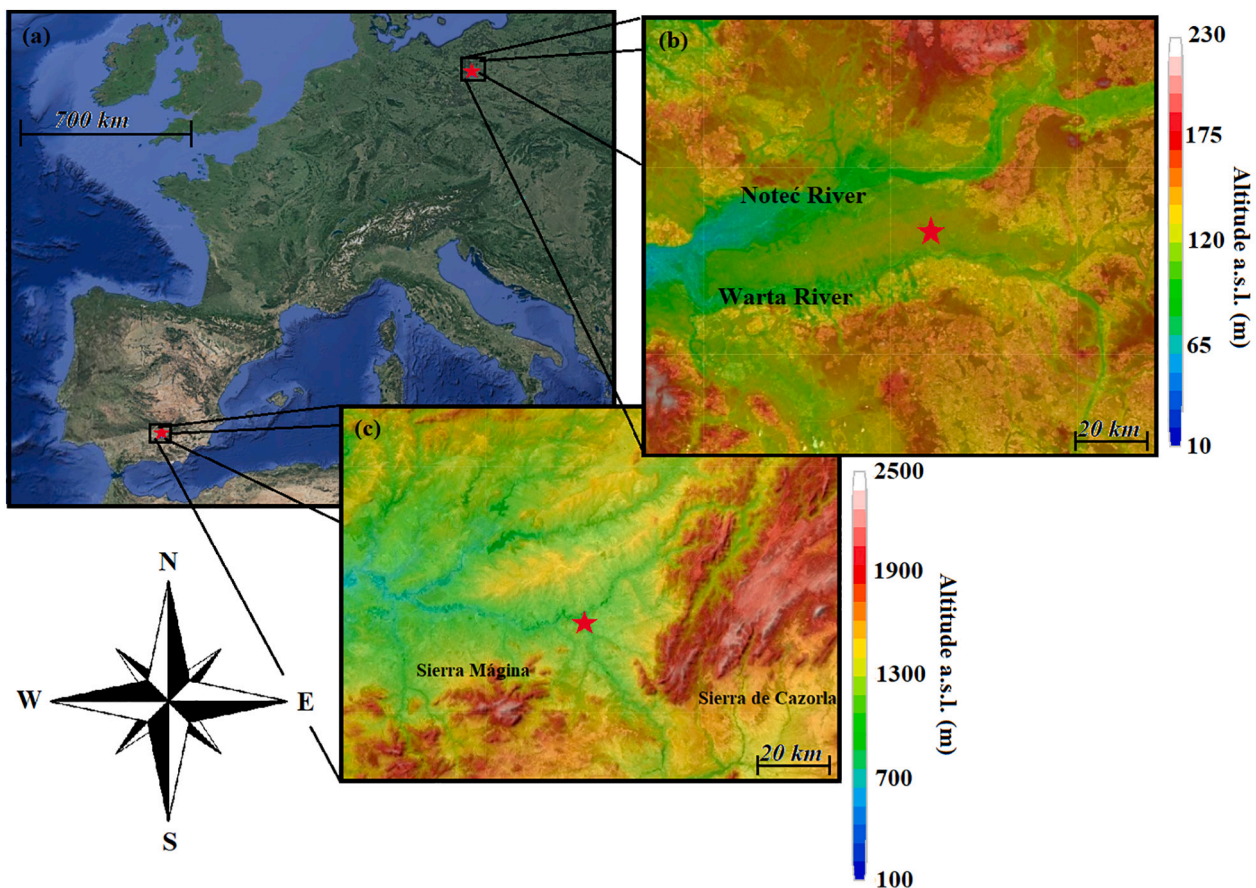 (a)
700 km
(b)
Noteć River
Warta River
20 km
230
175
120
65
10
Altitude a.s.l. (m)
(c)
Sierra Mágina
Sierra de Cazorla
20 km
2500
1900
1300
700
100
Altitude a.s.l. (m)
N
W
E
S